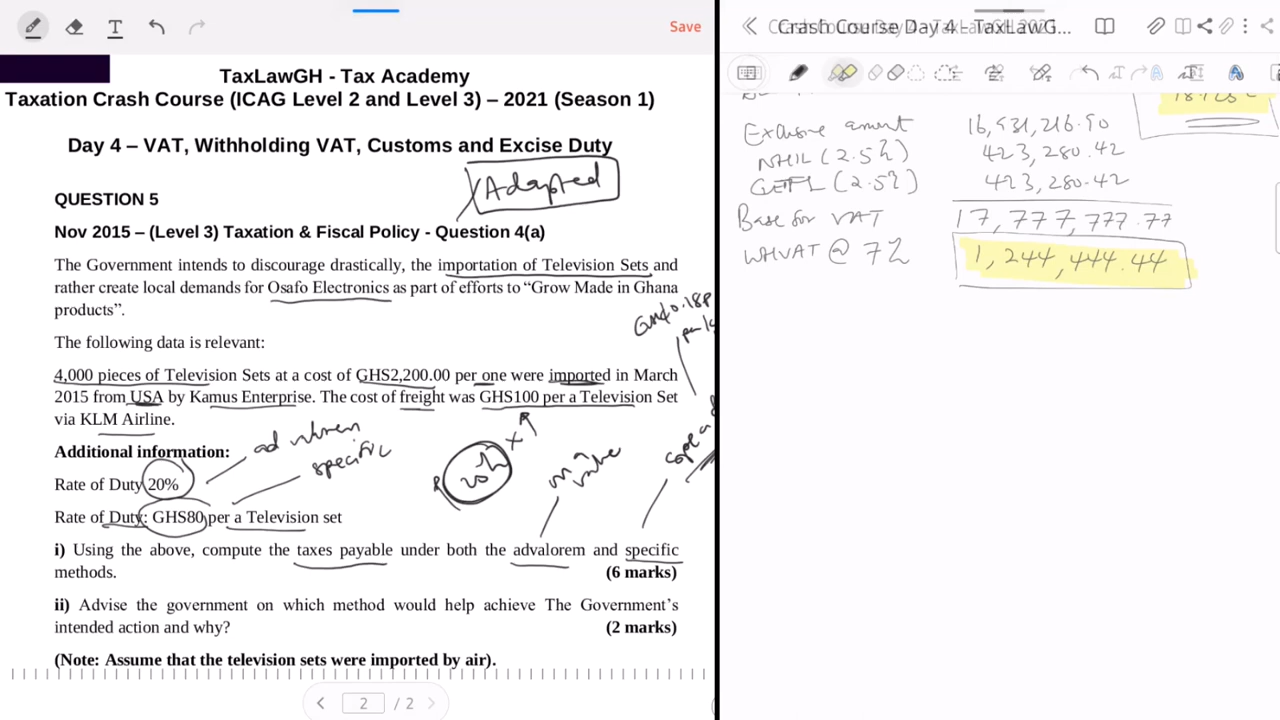 Save
TaxLawGH - Tax Academy
Taxation Crash Course (ICAG Level 2 and Level 3) – 2021 (Season 1)
Day 4 – VAT, Withholding VAT, Customs and Excise Duty
Adapted
QUESTION 5
Nov 2015 – (Level 3) Taxation & Fiscal Policy - Question 4(a)
The Government intends to discourage drastically, the importation of Television Sets and
rather create local demands for Osafo Electronics as part of efforts to “Grow Made in Ghana
products”.
The following data is relevant:
4,000 pieces of Television Sets at a cost of GHS2,200.00 per one were imported in March
2015 from USA by Kamus Enterprise. The cost of freight was GHS100 per a Television Set
via KLM Airline.
Additional information:
ad valorem
specific
20%
Rate of Duty 20%
Rate of Duty: GHS80 per a Television set
i) Using the above, compute the taxes payable under both the advalorem and specific
methods. (6 marks)
ii) Advise the government on which method would help achieve The Government’s
intended action and why? (2 marks)
(Note: Assume that the television sets were imported by air).
2 / 2
Crash Course Day 4 - TaxLawG...
Exclusive amount 16,931,216.90
NHIL (2.5%) 423,280.42
GETFL (2.5%) 423,280.42
Base for VAT 17,777,777.77
WHVAT @ 7% 1,244,444.44